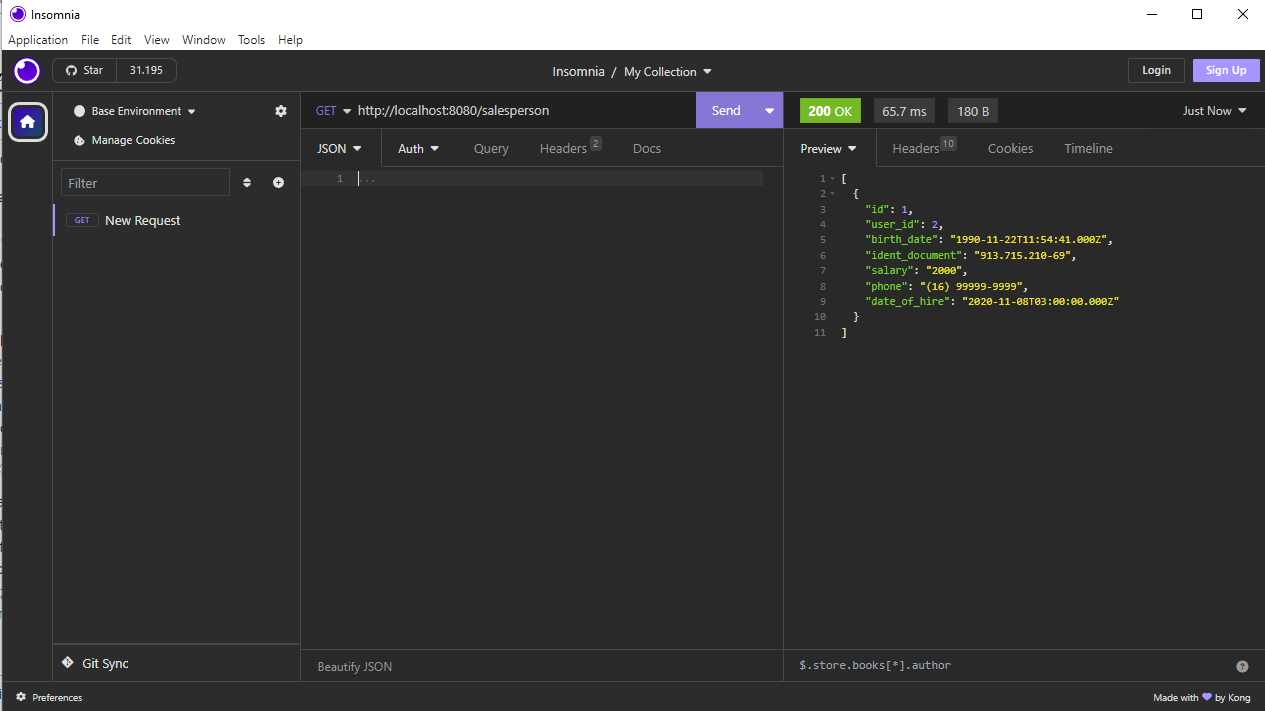 Insomnia
Application File Edit View Window Tools Help
Star 31.195
Insomnia / My Collection
Login Sign Up
Base Environment
Manage Cookies
Filter
GET New Request
Git Sync
Preferences
GET http://localhost:8080/salesperson Send
JSON Auth Query Headers 2 Docs
1 ...
Beautify JSON
200 OK 65.7 ms 180 B Just Now
Preview Headers 10 Cookies Timeline
1 [
2 {
3 "id": 1,
4 "user_id": 2,
5 "birth_date": "1990-11-22T11:54:41.000Z",
6 "ident_document": "913.715.210-69",
7 "salary": "2000",
8 "phone": "(16) 99999-9999",
9 "date_of_hire": "2020-11-08T03:00:00.000Z"
10 }
11 ]
$.store.books[*].author ?
Made with by Kong